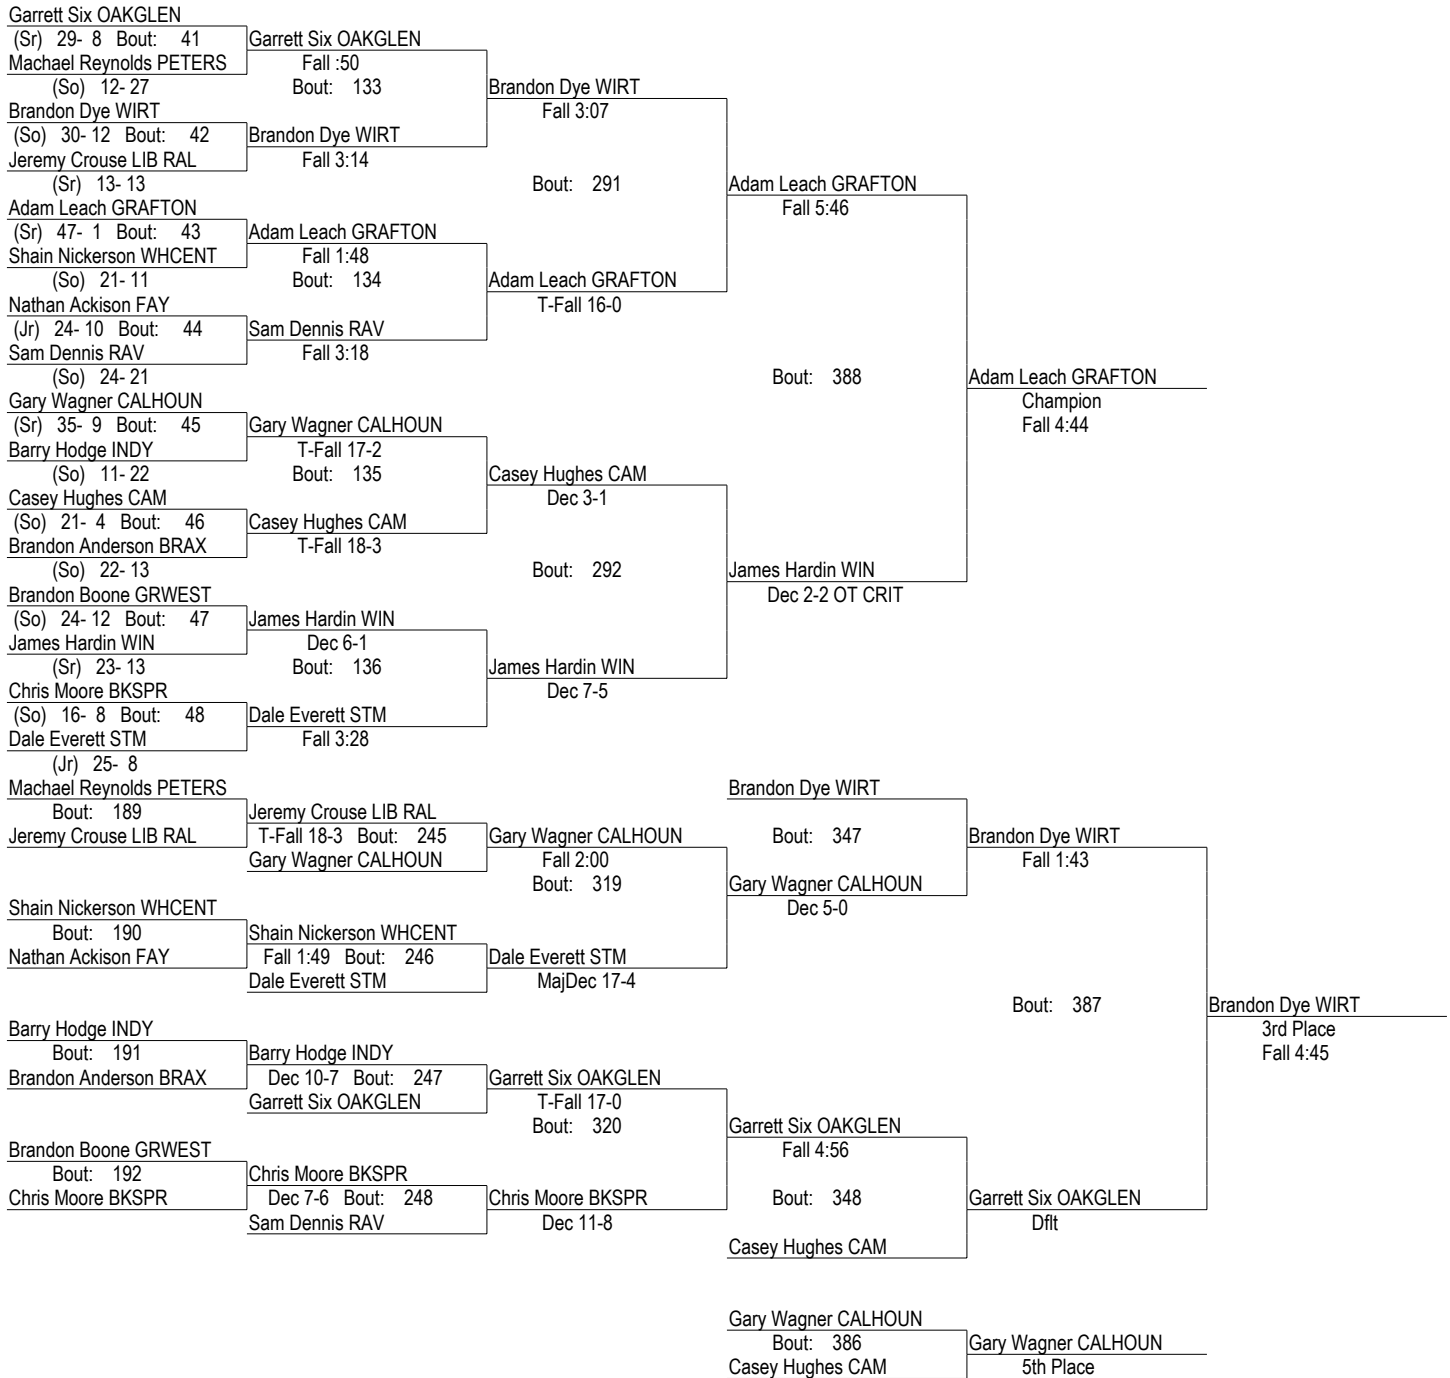 Garrett Six OAKGLEN
(Sr) 29- 8 Bout: 41 Garrett Six OAKGLEN
Machael Reynolds PETERS Fall :50
(So) 12- 27 Bout: 133 Brandon Dye WIRT
Brandon Dye WIRT Fall 3:07
(So) 30- 12 Bout: 42 Brandon Dye WIRT
Jeremy Crouse LIB RAL Fall 3:14
(Sr) 13- 13 Bout: 291 Adam Leach GRAFTON
Adam Leach GRAFTON Fall 5:46
(Sr) 47- 1 Bout: 43 Adam Leach GRAFTON
Shain Nickerson WHCENT Fall 1:48
(So) 21- 11 Bout: 134 Adam Leach GRAFTON
Nathan Ackison FAY T-Fall 16-0
(Jr) 24- 10 Bout: 44 Sam Dennis RAV
Sam Dennis RAV Fall 3:18
(So) 24- 21 Bout: 388 Adam Leach GRAFTON
Gary Wagner CALHOUN Champion
(Sr) 35- 9 Bout: 45 Gary Wagner CALHOUN Fall 4:44
Barry Hodge INDY T-Fall 17-2
(So) 11- 22 Bout: 135 Casey Hughes CAM
Casey Hughes CAM Dec 3-1
(So) 21- 4 Bout: 46 Casey Hughes CAM
Brandon Anderson BRAX T-Fall 18-3
(So) 22- 13 Bout: 292 James Hardin WIN
Brandon Boone GRWEST Dec 2-2 OT CRIT
(So) 24- 12 Bout: 47 James Hardin WIN
James Hardin WIN Dec 6-1
(Sr) 23- 13 Bout: 136 James Hardin WIN
Chris Moore BKSPR Dec 7-5
(So) 16- 8 Bout: 48 Dale Everett STM
Dale Everett STM Fall 3:28
(Jr) 25- 8
Machael Reynolds PETERS Brandon Dye WIRT
Bout: 189 Jeremy Crouse LIB RAL
Jeremy Crouse LIB RAL T-Fall 18-3 Bout: 245 Gary Wagner CALHOUN Bout: 347 Brandon Dye WIRT
Gary Wagner CALHOUN Fall 2:00 Fall 1:43
Bout: 319 Gary Wagner CALHOUN
Shain Nickerson WHCENT Dec 5-0
Bout: 190 Shain Nickerson WHCENT
Nathan Ackison FAY Fall 1:49 Bout: 246 Dale Everett STM
Dale Everett STM MajDec 17-4
Bout: 387 Brandon Dye WIRT
Barry Hodge INDY 3rd Place
Bout: 191 Barry Hodge INDY Fall 4:45
Brandon Anderson BRAX Dec 10-7 Bout: 247 Garrett Six OAKGLEN
Garrett Six OAKGLEN T-Fall 17-0
Bout: 320 Garrett Six OAKGLEN
Brandon Boone GRWEST Fall 4:56
Bout: 192 Chris Moore BKSPR
Chris Moore BKSPR Dec 7-6 Bout: 248 Chris Moore BKSPR Bout: 348 Garrett Six OAKGLEN
Sam Dennis RAV Dec 11-8 Dflt
Casey Hughes CAM
Gary Wagner CALHOUN
Bout: 386 Gary Wagner CALHOUN
Casey Hughes CAM 5th Place